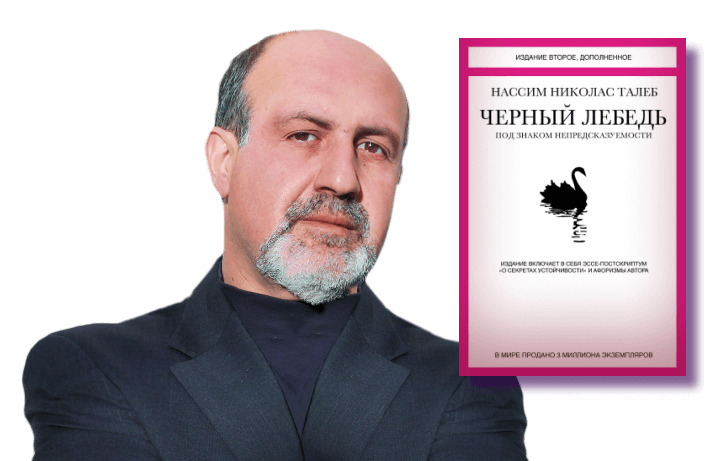 ИЗДАНИЕ ВТОРОЕ, ДОПОЛНЕННОЕ
НАССИМ НИКОЛАС ТАЛЕБ
ЧЕРНЫЙ ЛЕБЕДЬ
ПОД ЗНАКОМ НЕПРЕДСКАЗУЕМОСТИ
ИЗДАНИЕ ВКЛЮЧАЕТ В СЕБЯ ЭССЕ-ПОСТСКРИПТУМ
«О СЕКРЕТАХ УСТОЙЧИВОСТИ» И АФОРИЗМЫ АВТОРА
В МИРЕ ПРОДАНО 3 МИЛЛИОНА ЭКЗЕМПЛЯРОВ